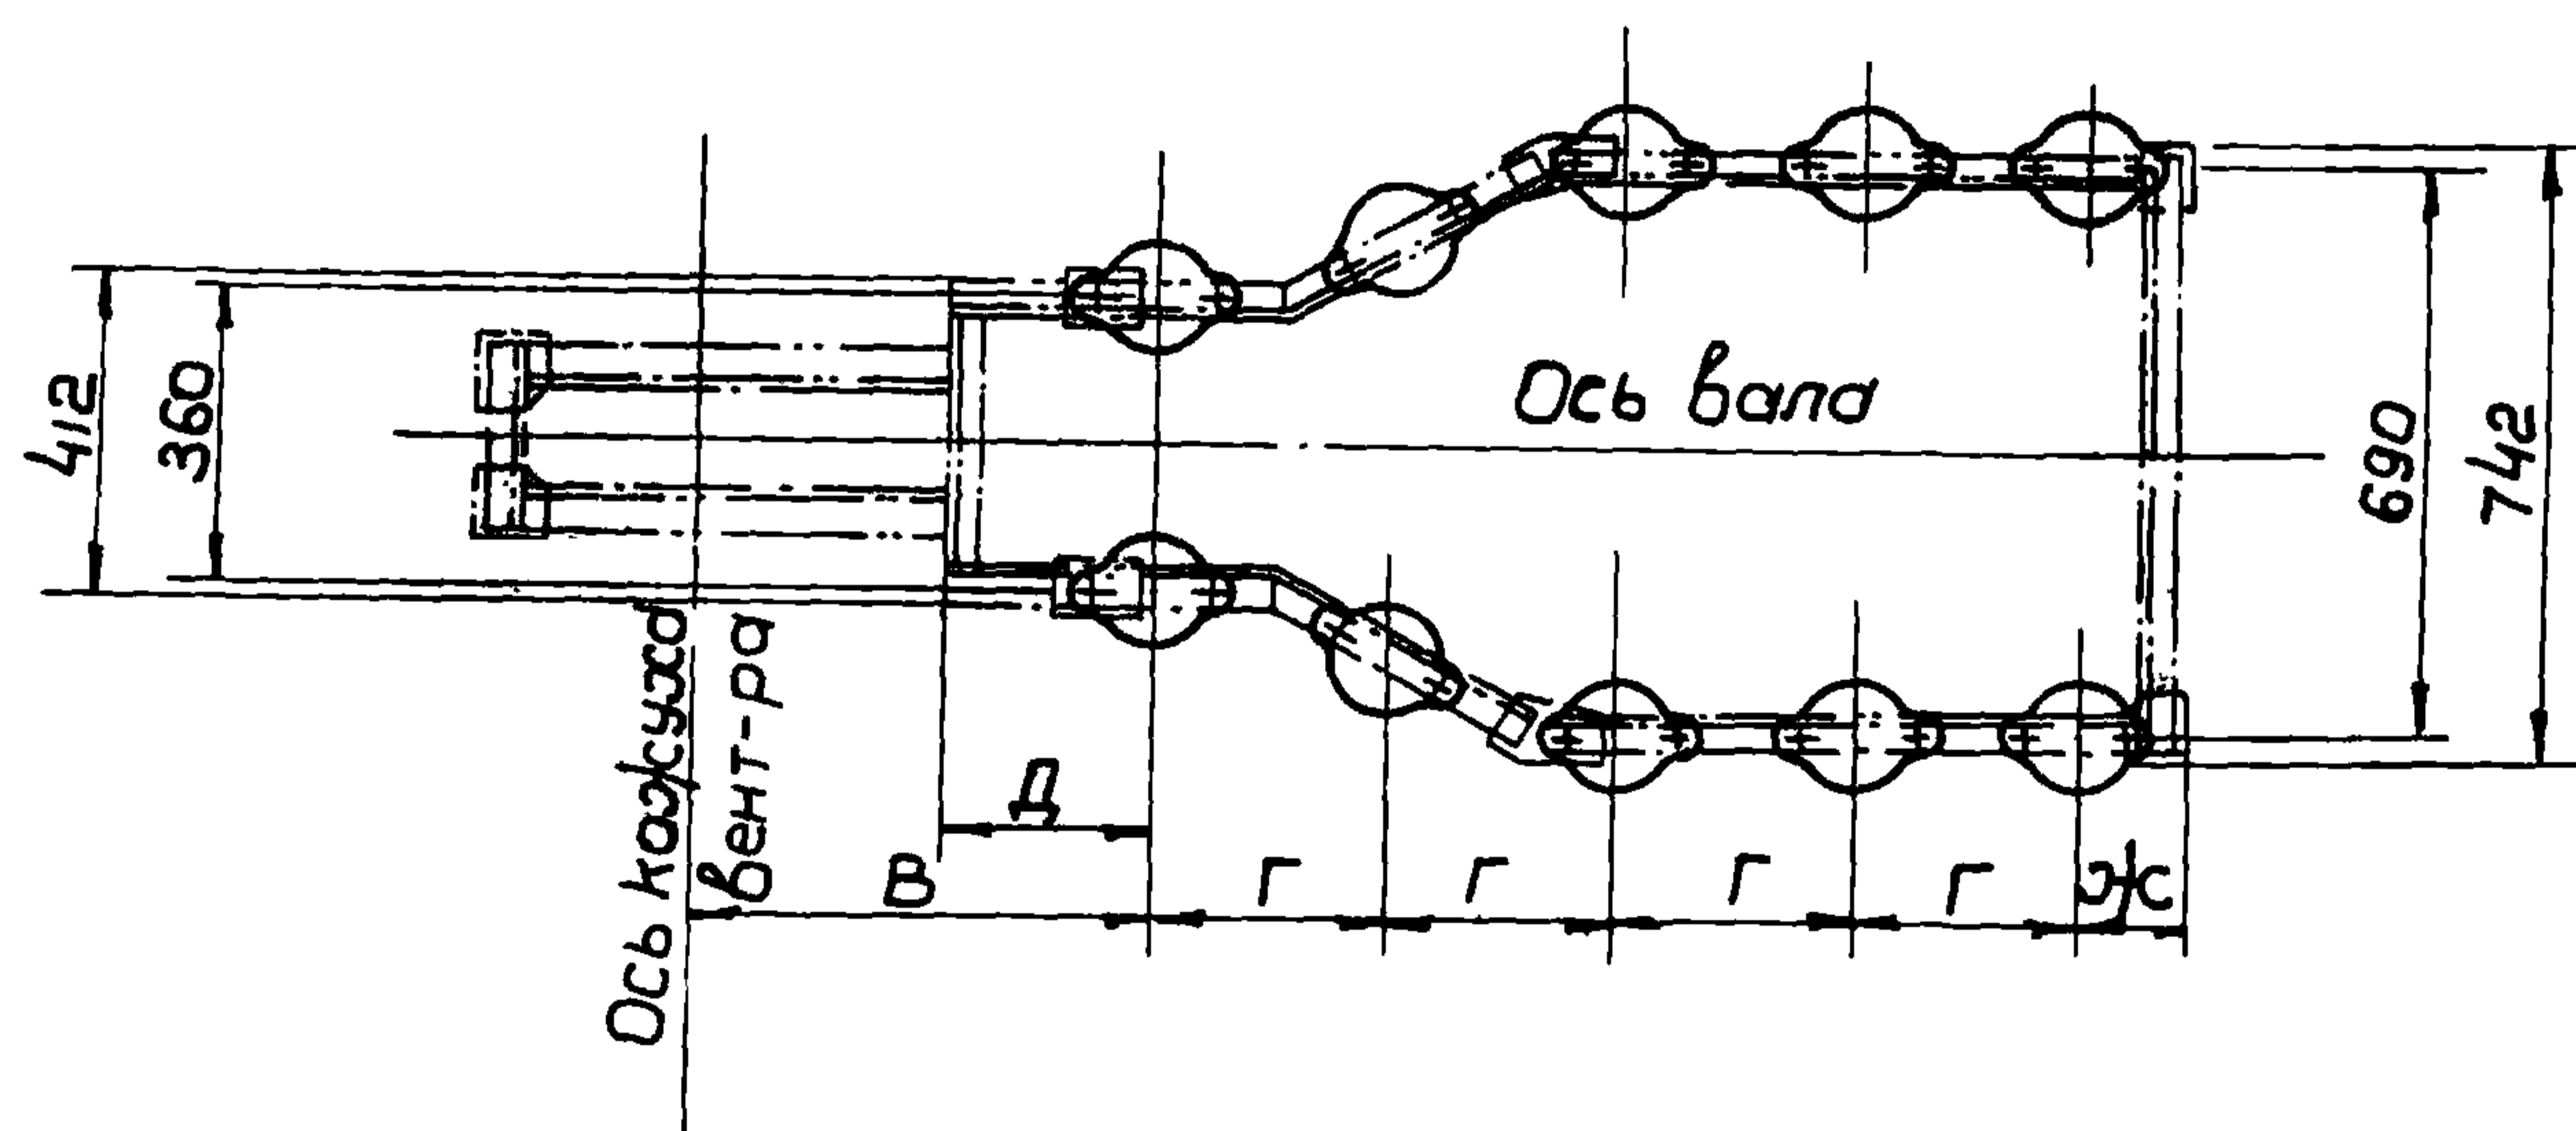 412
360
Ось вала
690
742
Ось кожуха
вент-ра
Д
В
Г
Г
Г
Г
Ж